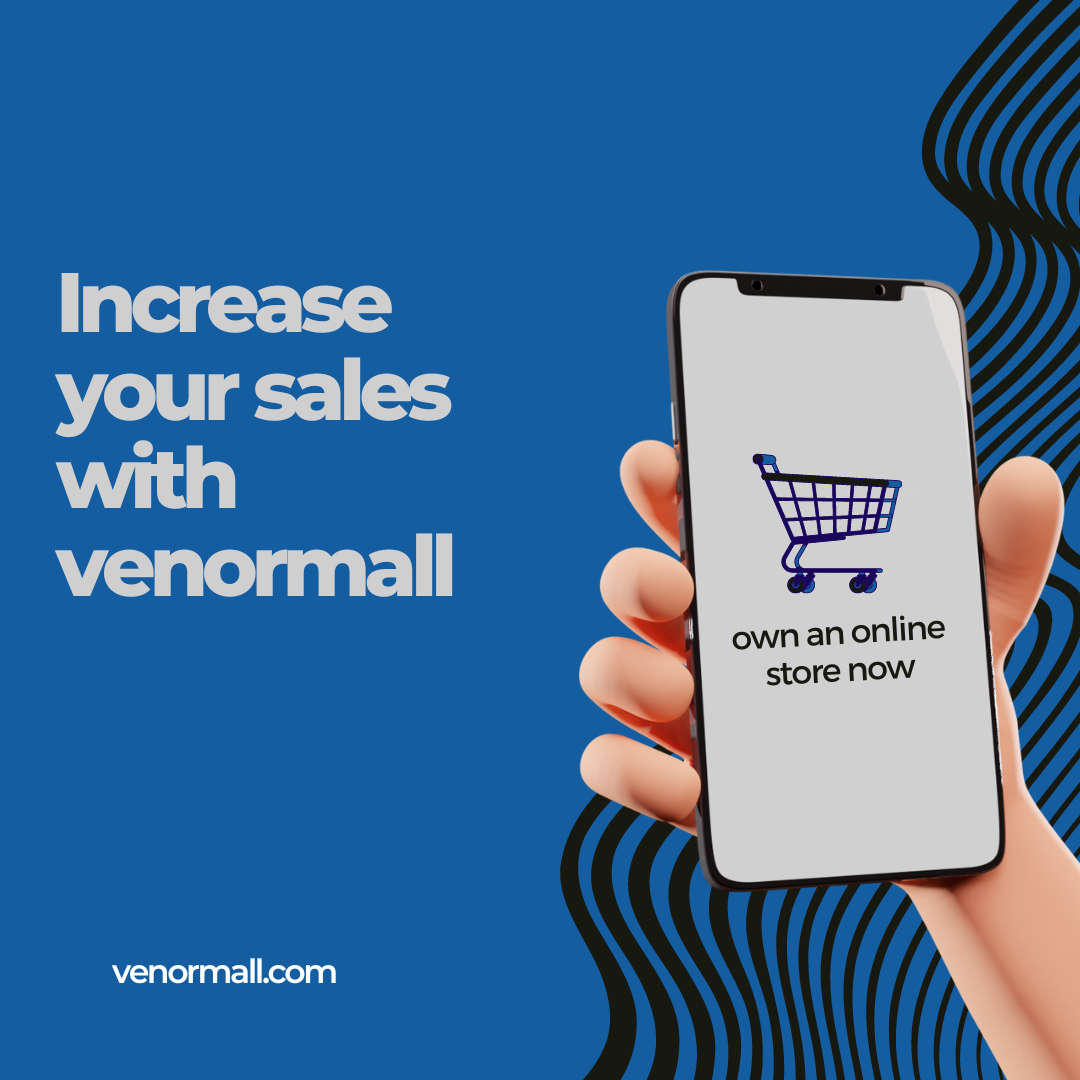 Increase
your sales
with
venormall
own an online
store now
venormall.com